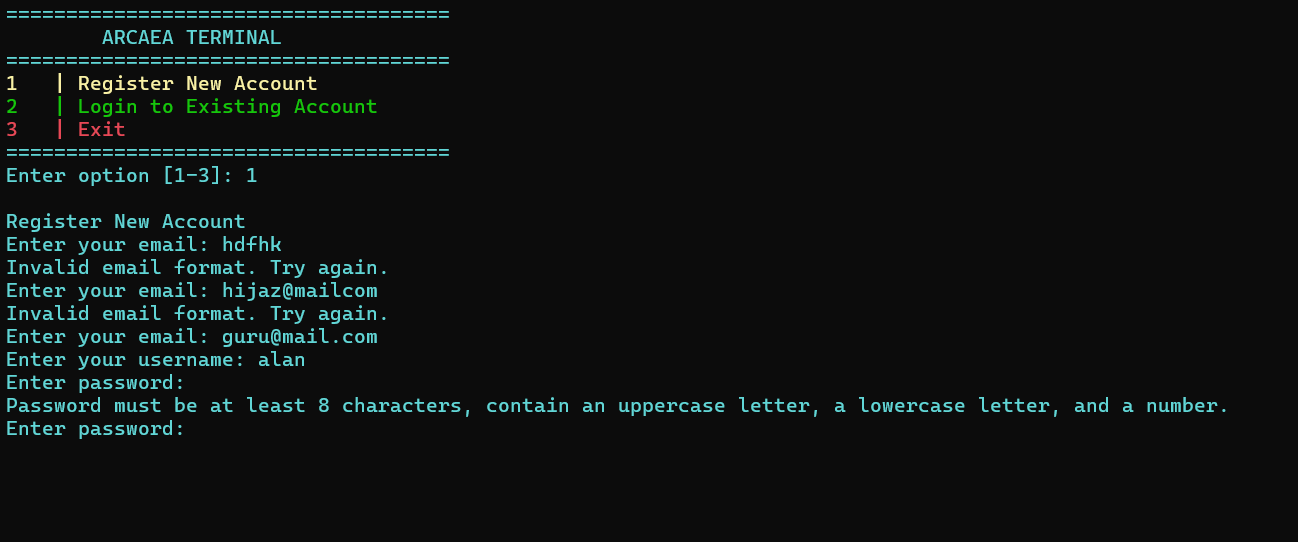 =====================================
        ARCAEA TERMINAL
=====================================
1   | Register New Account
2   | Login to Existing Account
3   | Exit
=====================================
Enter option [1-3]: 1

Register New Account
Enter your email: hdfhk
Invalid email format. Try again.
Enter your email: hijaz@mailcom
Invalid email format. Try again.
Enter your email: guru@mail.com
Enter your username: alan
Enter password:
Password must be at least 8 characters, contain an uppercase letter, a lowercase letter, and a number.
Enter password: